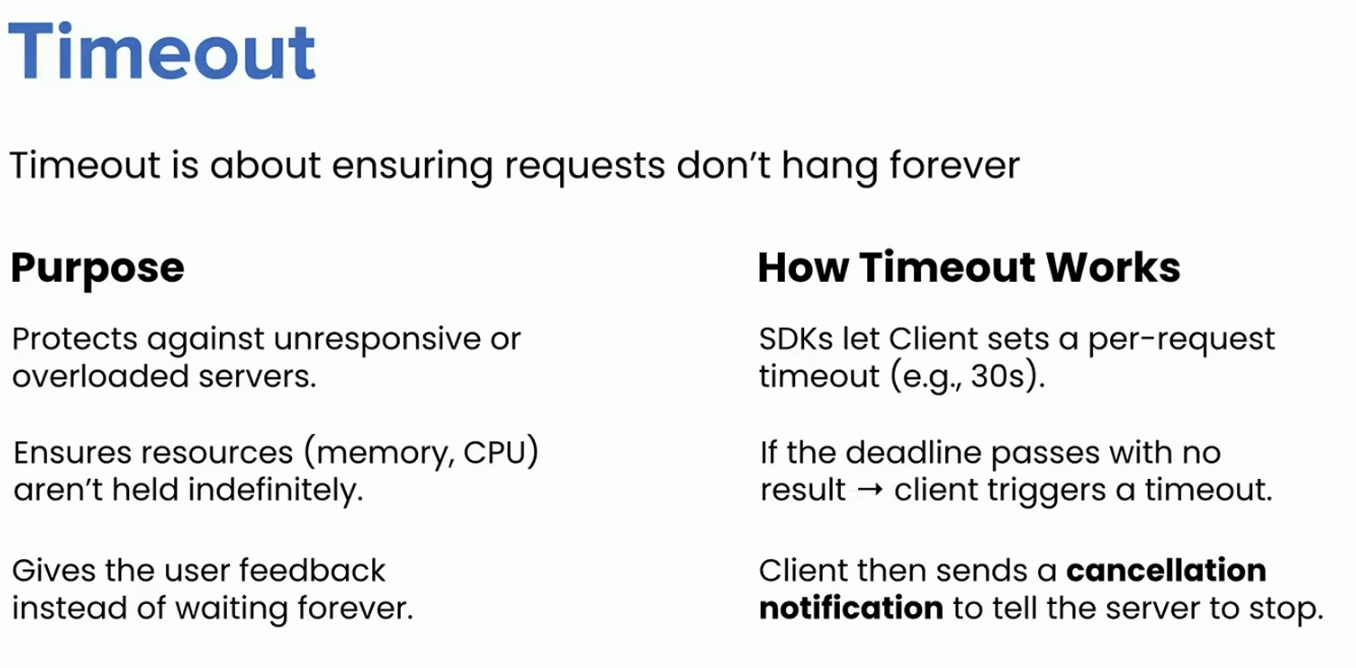 Timeout
Timeout is about ensuring requests don't hang forever
Purpose
Protects against unresponsive or
overloaded servers.
Ensures resources (memory, CPU)
aren't held indefinitely.
Gives the user feedback
instead of waiting forever.
How Timeout Works
SDKs let Client sets a per-request
timeout (e.g., 30s).
If the deadline passes with no
result → client triggers a timeout.
Client then sends a cancellation
notification to tell the server to stop.